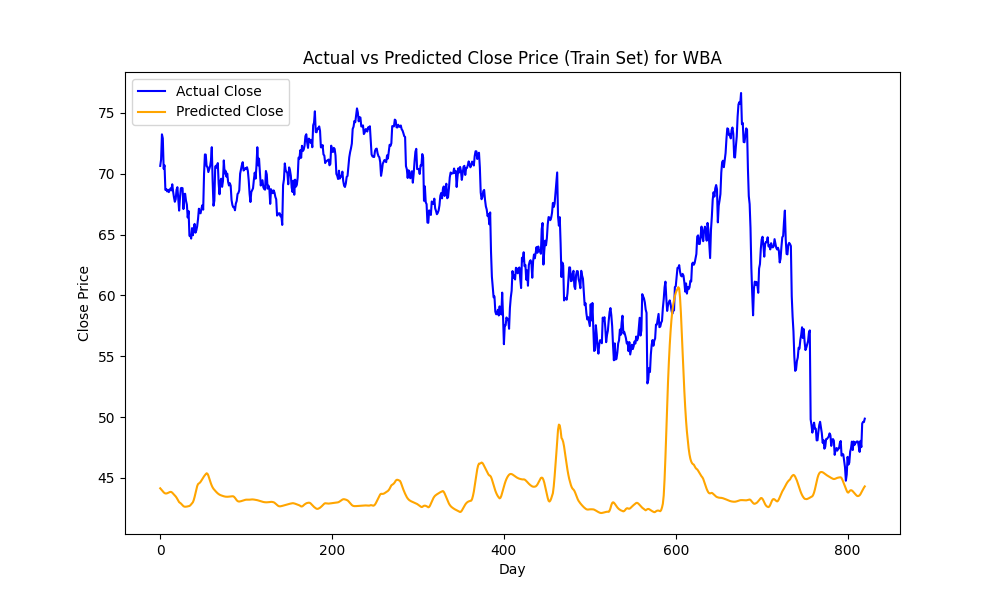 Actual vs Predicted Close Price (Train Set) for WBA
Actual Close
Predicted Close
75
70
65
60
55
50
45
Close Price
0 200 400 600 800
Day